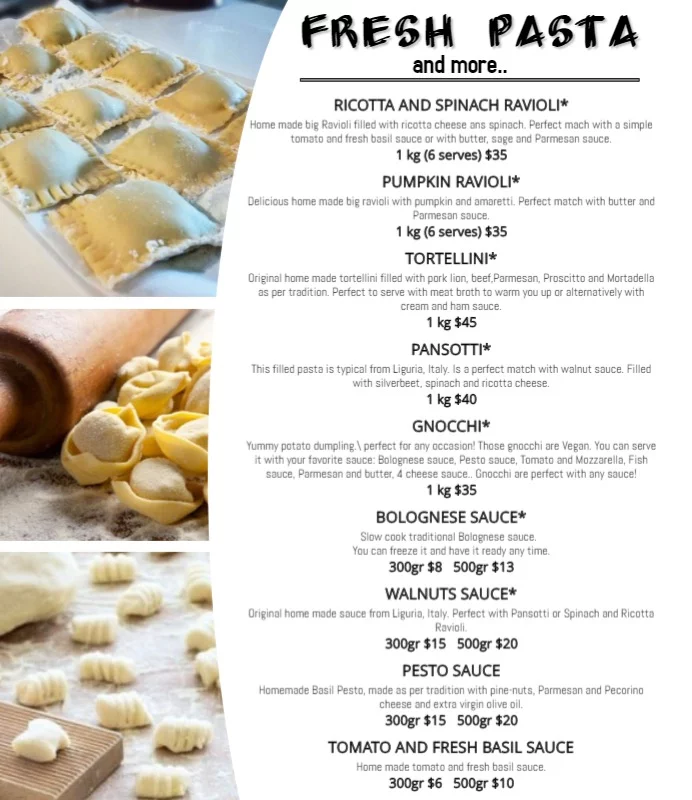 FRESH PASTA
and more..
RICOTTA AND SPINACH RAVIOLI*
Home made big Ravioli filled with ricotta cheese ans spinach. Perfect mach with a simple
tomato and fresh basil sauce or with butter, sage and Parmesan sauce.
1 kg (6 serves) $35
PUMPKIN RAVIOLI*
Delicious home made big ravioli with pumpkin and amaretti. Perfect match with butter and
Parmesan sauce.
1 kg (6 serves) $35
TORTELLINI*
Original home made tortellini filled with pork lion, beef,Parmesan, Proscitto and Mortadella
as per tradition. Perfect to serve with meat broth to warm you up or alternatively with
cream and ham sauce.
1 kg $45
PANSOTTI*
This filled pasta is typical from Liguria, Italy. Is a perfect match with walnut sauce. Filled
with silverbeet, spinach and ricotta cheese.
1 kg $40
GNOCCHI*
Yummy potato dumpling.\ perfect for any occasion! Those gnocchi are Vegan. You can serve
it with your favorite sauce: Bolognese sauce, Pesto sauce, Tomato and Mozzarella, Fish
sauce, Parmesan and butter, 4 cheese sauce.. Gnocchi are perfect with any sauce!
1 kg $35
BOLOGNESE SAUCE*
Slow cook traditional Bolognese sauce.
You can freeze it and have it ready any time.
300gr $8 500gr $13
WALNUTS SAUCE*
Original home made sauce from Liguria, Italy. Perfect with Pansotti or Spinach and Ricotta
Ravioli.
300gr $15 500gr $20
PESTO SAUCE
Homemade Basil Pesto, made as per tradition with pine-nuts, Parmesan and Pecorino
cheese and extra virgin olive oil.
300gr $15 500gr $20
TOMATO AND FRESH BASIL SAUCE
Home made tomato and fresh basil sauce.
300gr $6 500gr $10